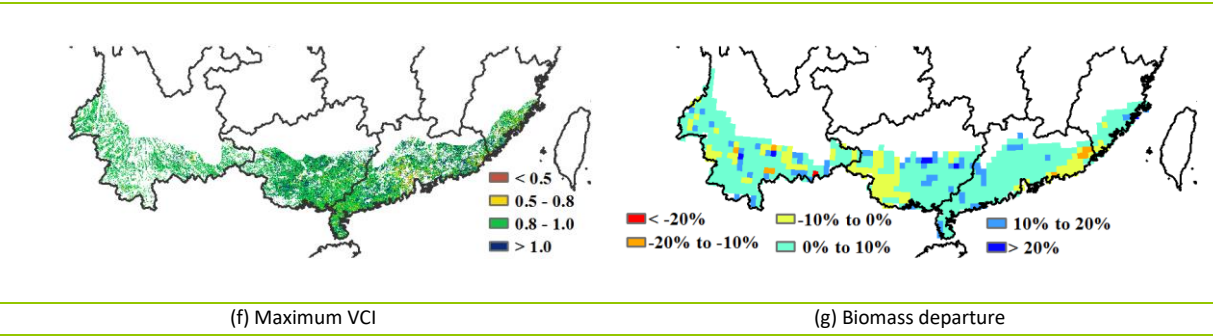 < 0.5
0.5 - 0.8
0.8 - 1.0
> 1.0
< -20%
-10% to 0%
10% to 20%
-20% to -10%
0% to 10%
> 20%
(f) Maximum VCI
(g) Biomass departure